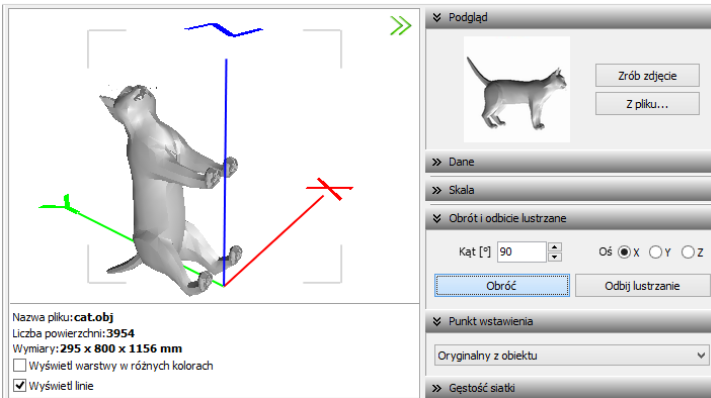 Podgląd
Zrób zdjęcie
Z pliku...
Dane
Skala
Obrót i odbicie lustrzane
Kąt [º] 90 Oś X Y Z
Obróć Odbij lustrzanie
Punkt wstawienia
Oryginalny z obiektu
Gęstość siatki
Nazwa pliku:cat.obj
Liczba powierzchni:3954
Wymiary:295 x 800 x 1156 mm
Wyświetl warstwy w różnych kolorach
Wyświetl linie
Z
Y
X